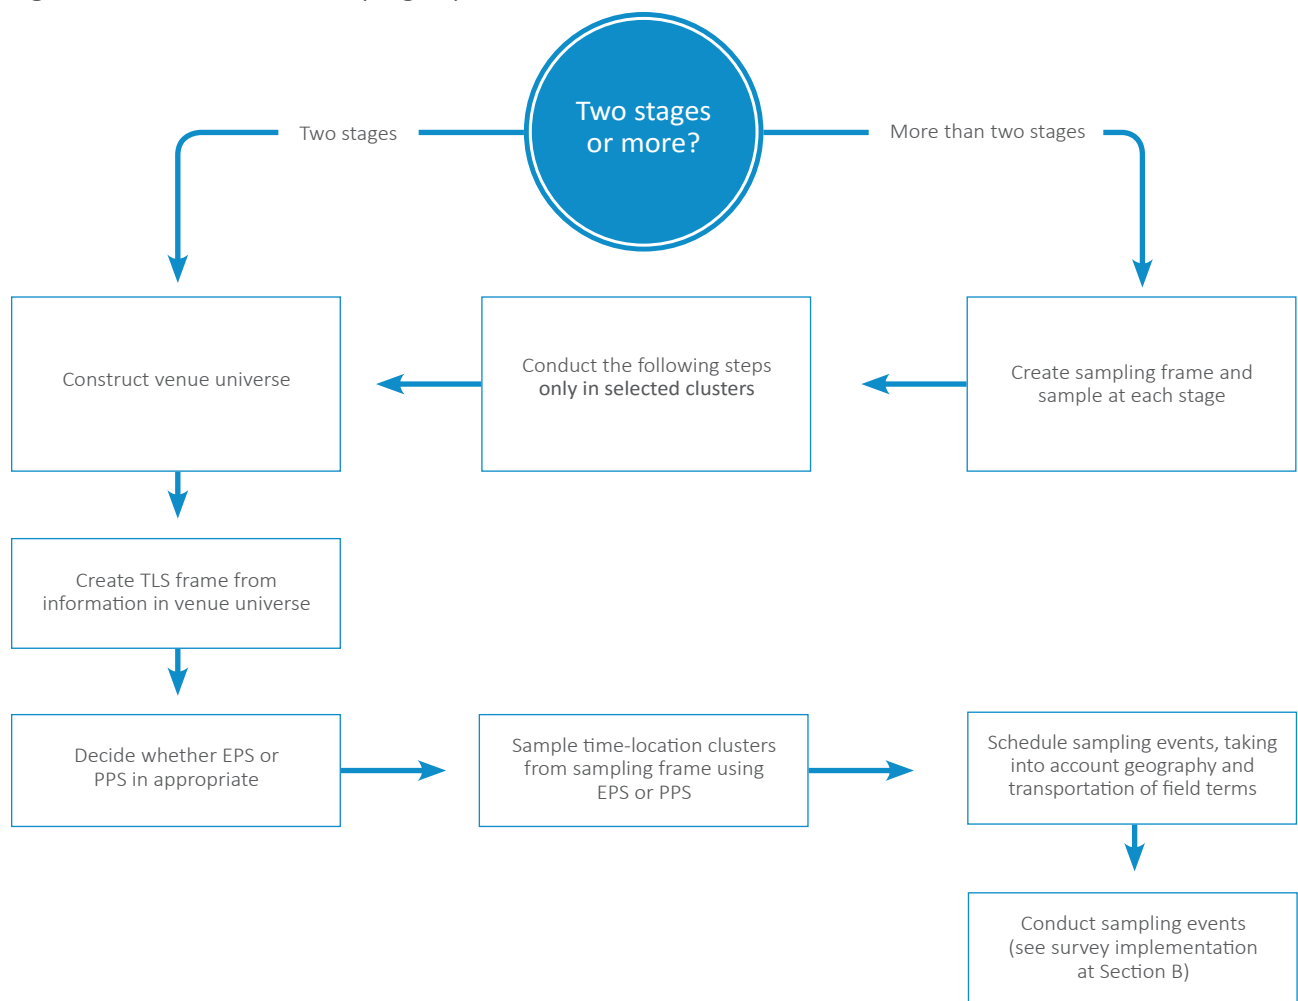 Two stages
or more?
Two stages
More than two stages
Construct venue universe
Conduct the following steps
only in selected clusters
Create sampling frame and
sample at each stage
Create TLS frame from
information in venue universe
Decide whether EPS or
PPS in appropriate
Sample time-location clusters
from sampling frame using
EPS or PPS
Schedule sampling events, taking
into account geography and
transportation of field terms
Conduct sampling events
(see survey implementation
at Section B)